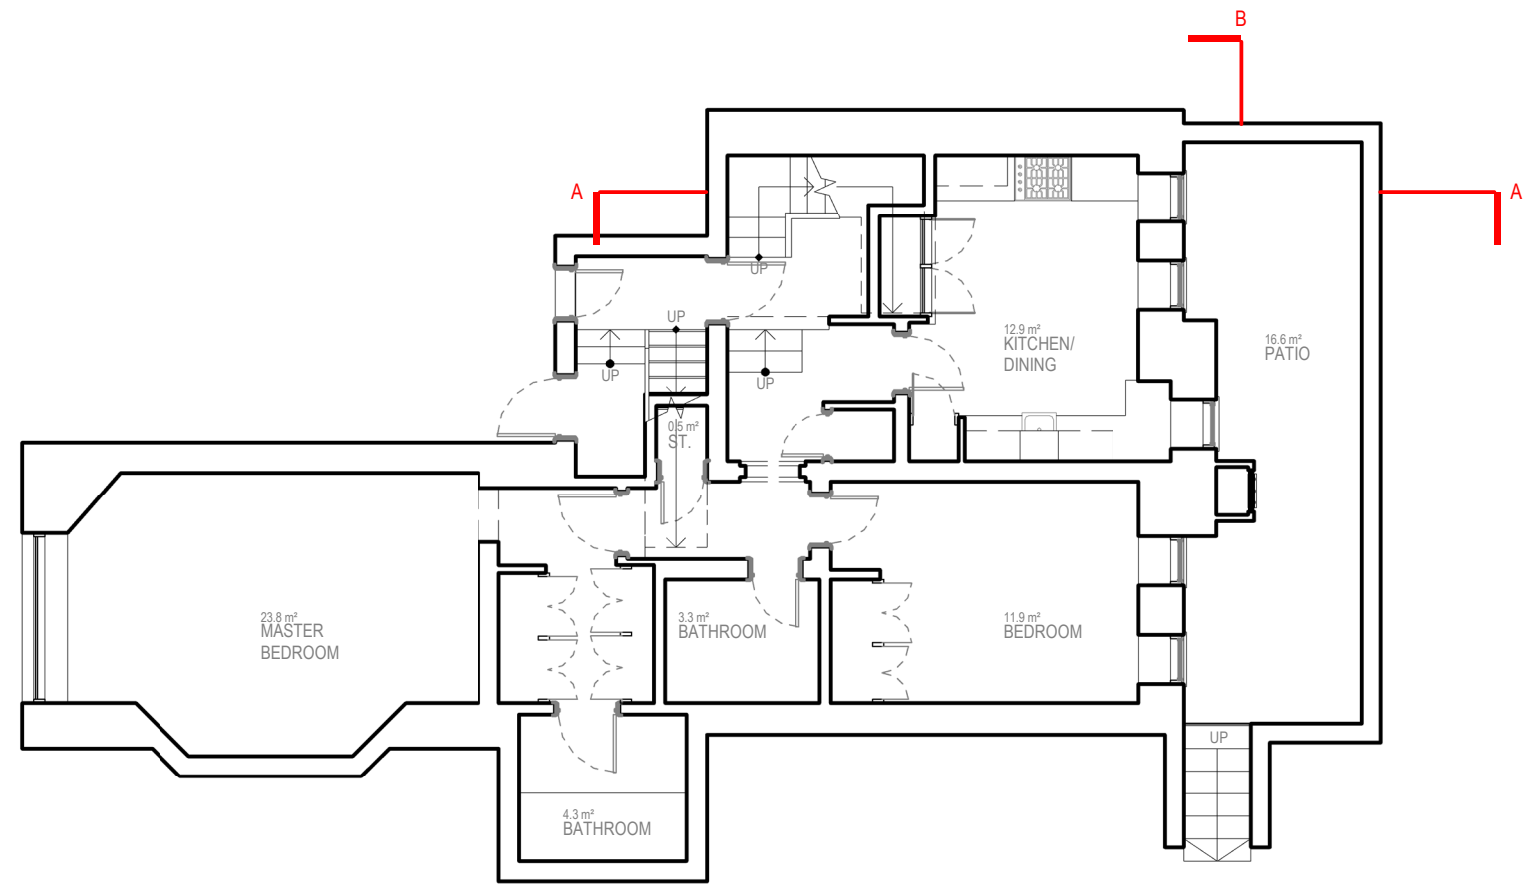 B
A
A
UP
UP
UP
UP
12.9 m²
KITCHEN/
DINING
16.6 m²
PATIO
0.5 m²
ST.
23.8 m²
MASTER
BEDROOM
3.3 m²
BATHROOM
11.9 m²
BEDROOM
UP
4.3 m²
BATHROOM